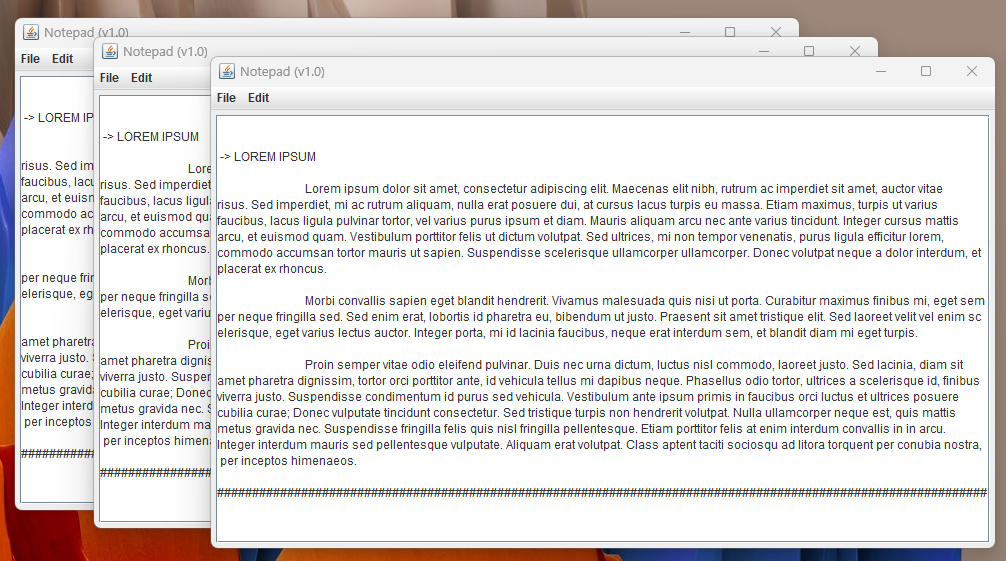 Notepad (v1.0)
File Edit
-> LOREM IPS
risus. Sed im
faucibus, lacu
arcu, et euism
commodo ac
placerat ex rh
per neque frin
elerisque, eg
amet pharetra
viverra justo. S
cubilia curae;
metus gravida
Integer interd
per inceptos
Notepad (v1.0)
File Edit
-> LOREM IPSUM
Lore
risus. Sed imperdiet
faucibus, lacus ligula
arcu, et euismod qu
commodo accumsa
placerat ex rhoncus.
Morb
per neque fringilla s
elerisque, eget variu
Proin
amet pharetra dignis
viverra justo. Suspen
cubilia curae; Donec
metus gravida nec. S
Integer interdum ma
per inceptos himena
Notepad (v1.0)
File Edit
-> LOREM IPSUM
Lorem ipsum dolor sit amet, consectetur adipiscing elit. Maecenas elit nibh, rutrum ac imperdiet sit amet, auctor vitae
risus. Sed imperdiet, mi ac rutrum aliquam, nulla erat posuere dui, at cursus lacus turpis eu massa. Etiam maximus, turpis ut varius
faucibus, lacus ligula pulvinar tortor, vel varius purus ipsum et diam. Mauris aliquam arcu nec ante varius tincidunt. Integer cursus mattis
arcu, et euismod quam. Vestibulum porttitor felis ut dictum volutpat. Sed ultrices, mi non tempor venenatis, purus ligula efficitur lorem,
commodo accumsan tortor mauris ut sapien. Suspendisse scelerisque ullamcorper ullamcorper. Donec volutpat neque a dolor interdum, et
placerat ex rhoncus.
Morbi convallis sapien eget blandit hendrerit. Vivamus malesuada quis nisi ut porta. Curabitur maximus finibus mi, eget sem
per neque fringilla sed. Sed enim erat, lobortis id pharetra eu, bibendum ut justo. Praesent sit amet tristique elit. Sed laoreet velit vel enim sc
elerisque, eget varius lectus auctor. Integer porta, mi id lacinia faucibus, neque erat interdum sem, et blandit diam mi eget turpis.
Proin semper vitae odio eleifend pulvinar. Duis nec urna dictum, luctus nisl commodo, laoreet justo. Sed lacinia, diam sit
amet pharetra dignissim, tortor orci porttitor ante, id vehicula tellus mi dapibus neque. Phasellus odio tortor, ultrices a scelerisque id, finibus
viverra justo. Suspendisse condimentum id purus sed vehicula. Vestibulum ante ipsum primis in faucibus orci luctus et ultrices posuere
cubilia curae; Donec vulputate tincidunt consectetur. Sed tristique turpis non hendrerit volutpat. Nulla ullamcorper neque est, quis mattis
metus gravida nec. Suspendisse fringilla felis quis nisl fringilla pellentesque. Etiam porttitor felis at enim interdum convallis in in arcu.
Integer interdum mauris sed pellentesque vulputate. Aliquam erat volutpat. Class aptent taciti sociosqu ad litora torquent per conubia nostra,
per inceptos himenaeos.
##############################################################################################################